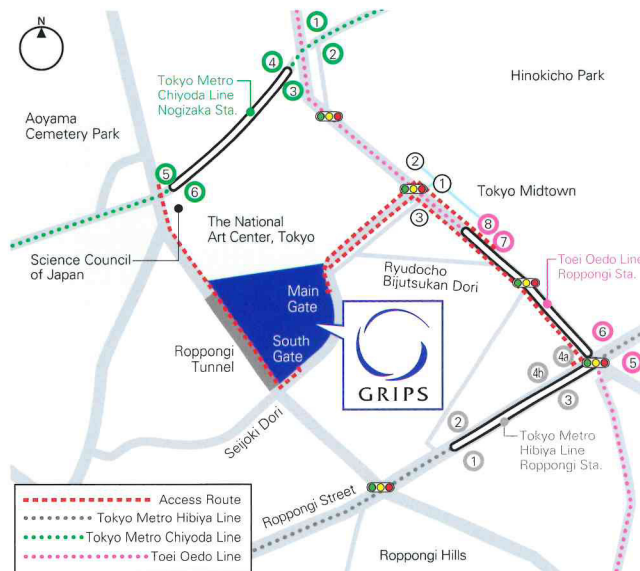 N
①
②
④
③
Tokyo Metro
Chiyoda Line
Nogizaka Sta.
Hinokicho Park
Aoyama
Cemetery Park
⑤
⑥
②
①
③
Tokyo Midtown
Science Council
of Japan
The National
Art Center, Tokyo
⑧
⑦
Ryudocho
Bijutsukan Dori
Toei Oedo Line
Roppongi Sta.
Main
Gate
South
Gate
Roppongi
Tunnel
GRIPS
⑥
⑤
4a
4b
③
②
①
Seijoki Dori
Tokyo Metro
Hibiya Line
Roppongi Sta.
Roppongi Street
Roppongi Hills
Access Route
Tokyo Metro Hibiya Line
Tokyo Metro Chiyoda Line
Toei Oedo Line